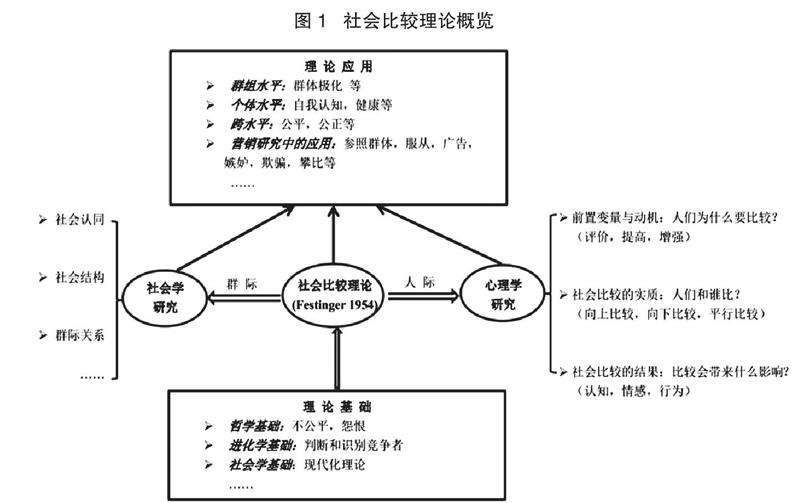 图 1 社会比较理论概览
理 论 应 用
➢ 群组水平：群体极化 等
➢ 个体水平：自我认知，健康等
➢ 跨水平：公平，公正等
➢ 营销研究中的应用：参照群体，服从，广告，
嫉妒，欺骗，攀比等
……
➢ 社会认同
➢ 社会结构
➢ 群际关系
……
社会学
研究
群 际
社会比较理论
(Festinger 1954)
人 际
心理学
研究
➢ 前置变量与动机：人们为什么要比较？
（评价，提高，增强）
➢ 社会比较的实质：人们和谁比？
（向上比较，向下比较，平行比较）
➢ 社会比较的结果：比较会带来什么影响？
（认知，情感，行为）
理 论 基 础
➢ 哲学基础：不公平，怨恨
➢ 进化学基础：判断和识别竞争者
➢ 社会学基础：现代化理论
……